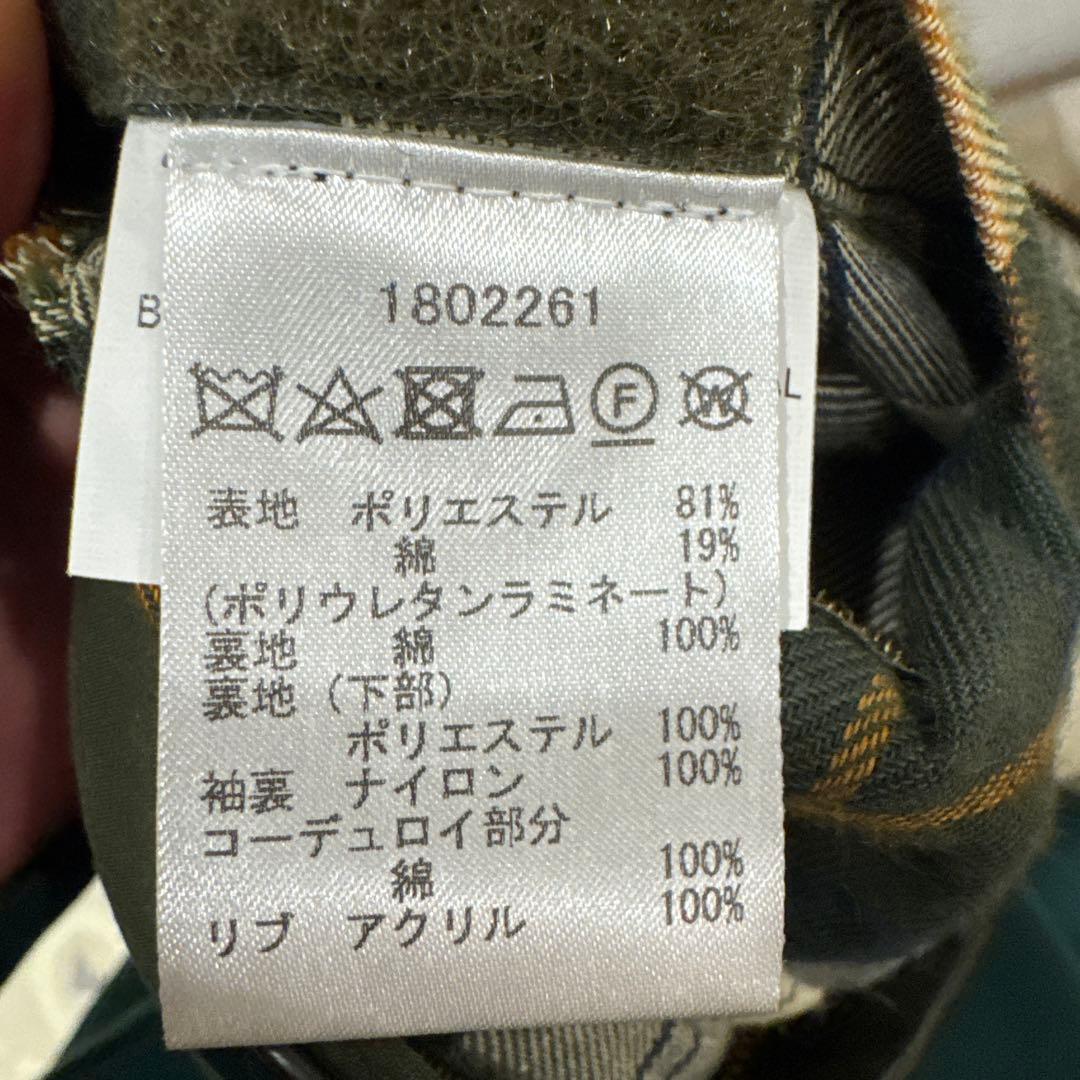 1802261
B
L
F
W
表地 ポリエステル 81%
綿 19%
(ポリウレタンラミネート)
裏地 綿 100%
裏地 (下部)
ポリエステル 100%
袖裏 ナイロン 100%
コーデュロイ部分
綿 100%
リブ アクリル 100%